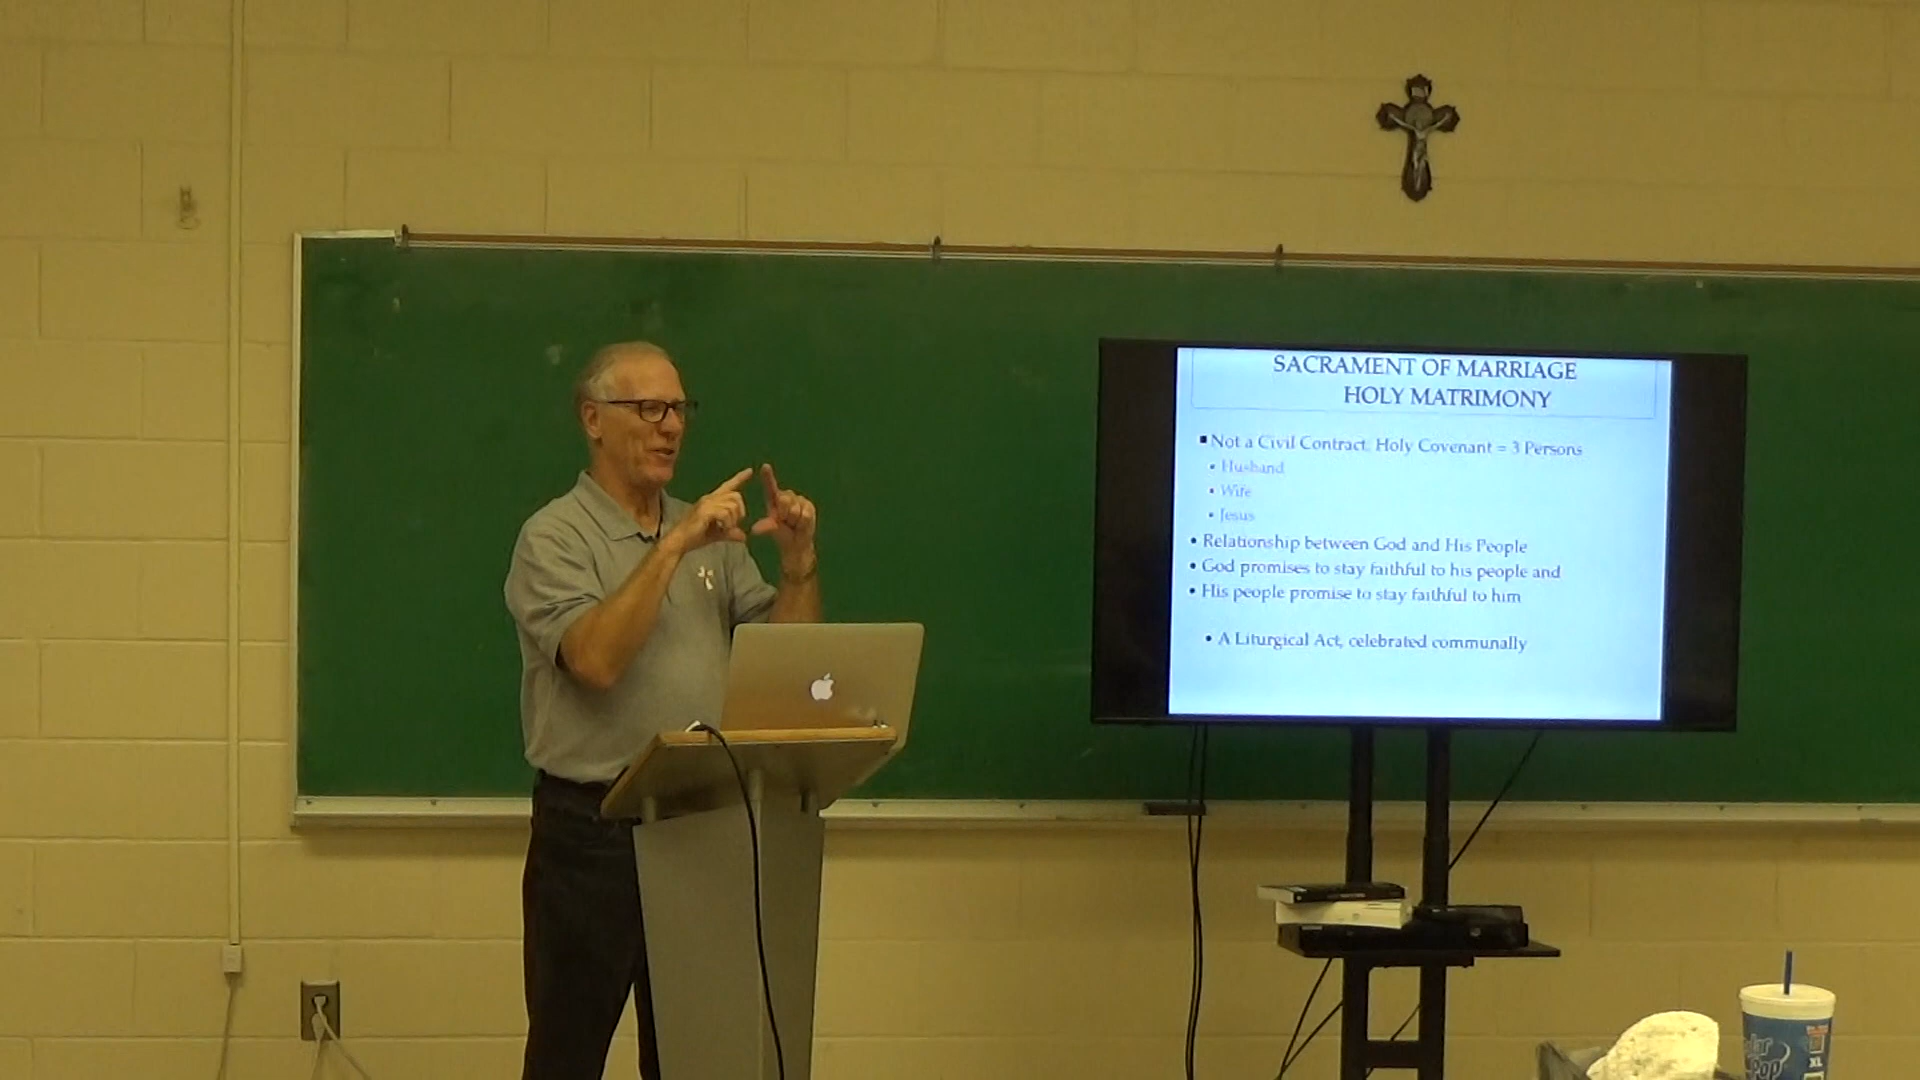 SACRAMENT OF MARRIAGE
HOLY MATRIMONY
▪ Not a Civil Contract, Holy Covenant = 3 Persons
• Husband
• Wife
• Jesus
• Relationship between God and His People
• God promises to stay faithful to his people and
• His people promise to stay faithful to him
• A Liturgical Act, celebrated communally
Pop
XL